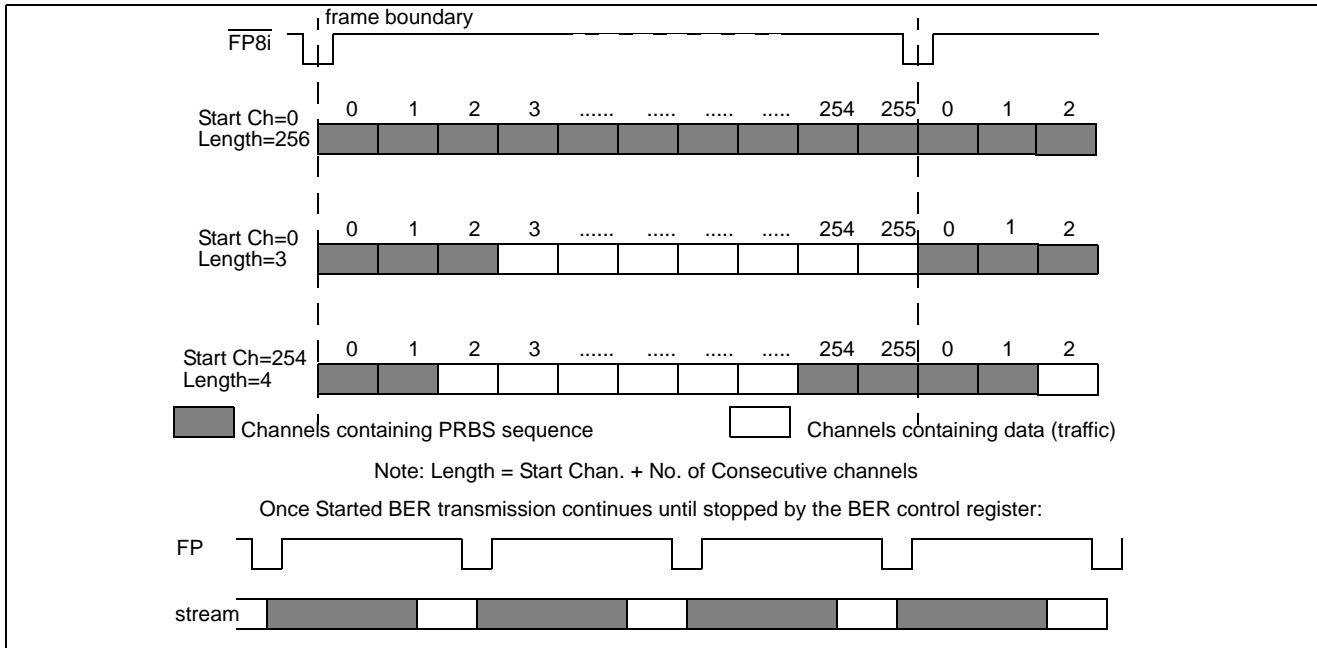 frame boundary
FP8i
Start Ch=0
Length=256
0 1 2 3 ...... ..... ..... ..... 254 255 0 1 2
Start Ch=0
Length=3
0 1 2 3 ...... ..... ..... ..... 254 255 0 1 2
Start Ch=254
Length=4
0 1 2 3 ...... ..... ..... ..... 254 255 0 1 2
Channels containing PRBS sequence
Channels containing data (traffic)
Note: Length = Start Chan. + No. of Consecutive channels
Once Started BER transmission continues until stopped by the BER control register:
FP
stream